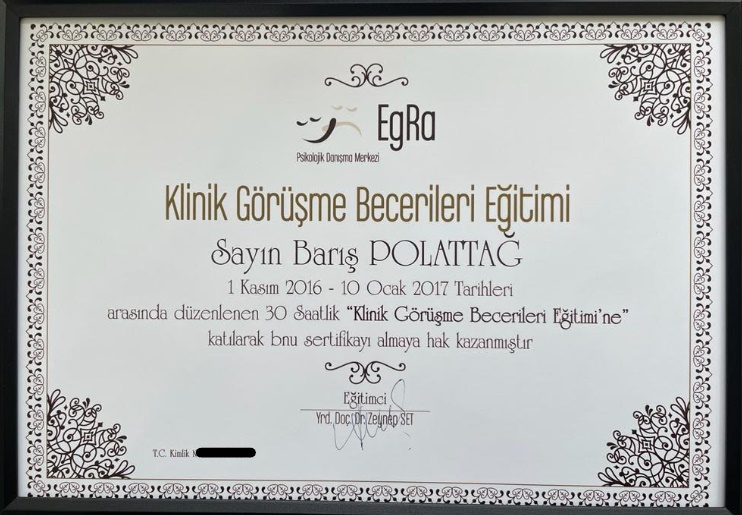 EgRa
Psikolojik Danışma Merkezi
Klinik Görüşme Becerileri Eğitimi
Sayın Barış POLATTAĞ
1 Kasım 2016 - 10 Ocak 2017 Tarihleri
arasında düzenlenen 30 Saatlik “Klinik Görüşme Becerileri Eğitimi’ne”
katılarak bnu sertifikayı almaya hak kazanmıştır
Eğitimci
Yrd. Doç. Dr. Zeynep SET
T.C. Kimlik